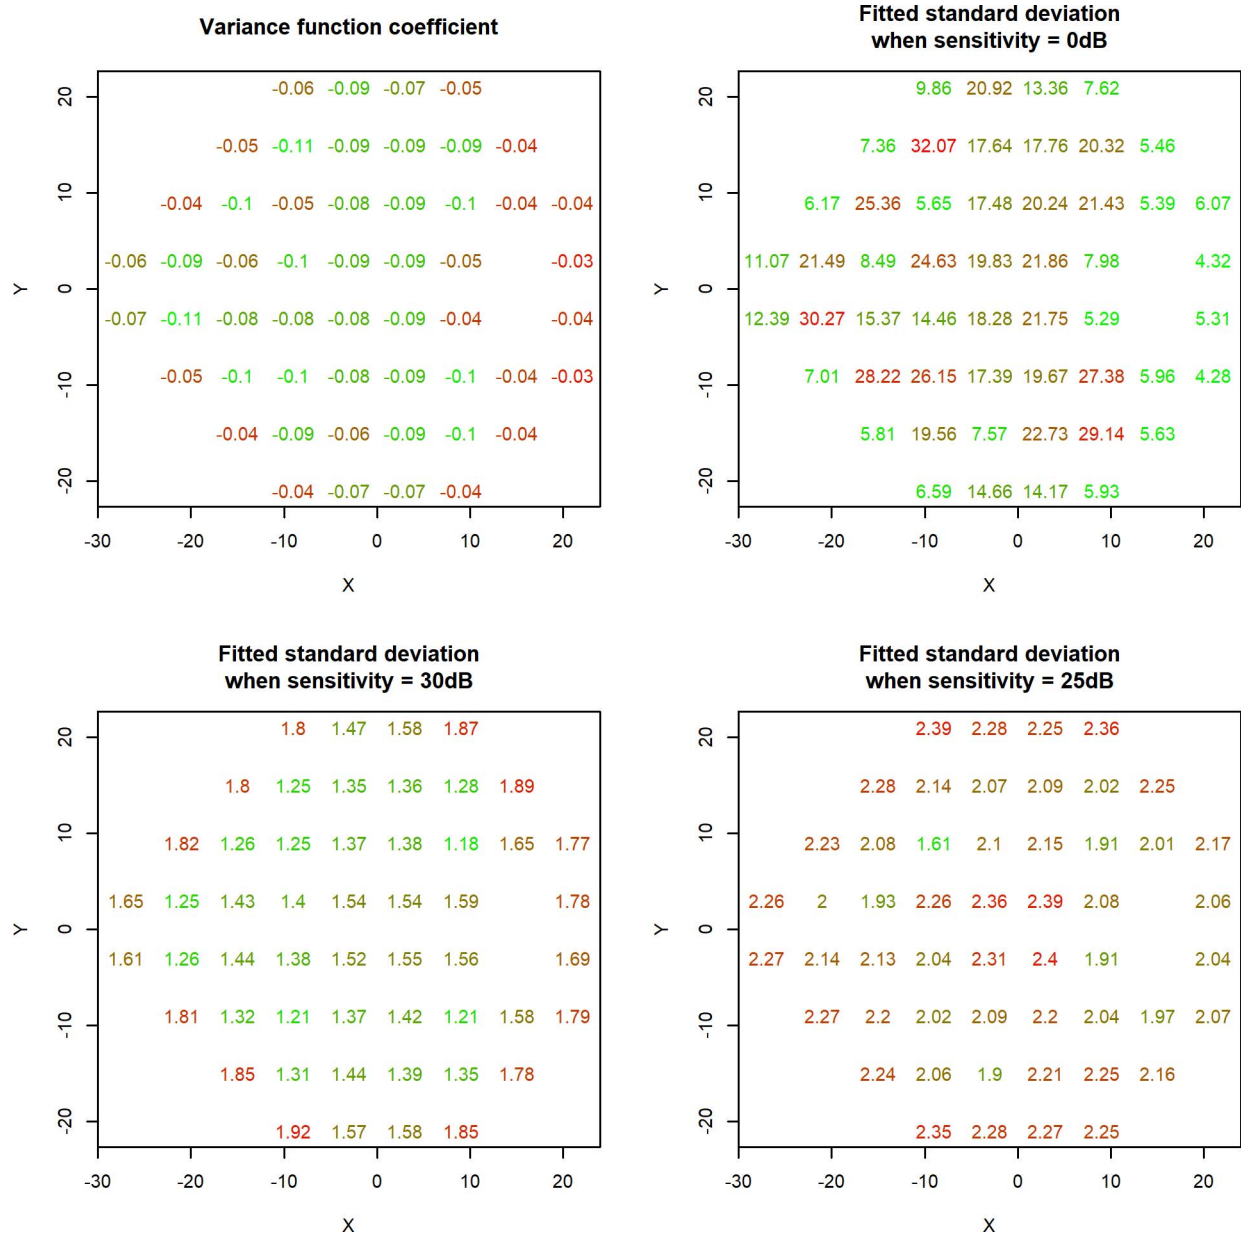 Variance function coefficient
20
-0.06 -0.09 -0.07 -0.05
-0.05 -0.11 -0.09 -0.09 -0.09 -0.04
10
-0.04 -0.1 -0.05 -0.08 -0.09 -0.1 -0.04 -0.04
-0.06 -0.09 -0.06 -0.1 -0.09 -0.09 -0.05 -0.03
Y
0
-0.07 -0.11 -0.08 -0.08 -0.08 -0.09 -0.04 -0.04
-10
-0.05 -0.1 -0.1 -0.08 -0.09 -0.1 -0.04 -0.03
-0.04 -0.09 -0.06 -0.09 -0.1 -0.04
-20
-0.04 -0.07 -0.07 -0.04
-30 -20 -10 0 10 20
X
Fitted standard deviation
when sensitivity = 0dB
20
9.86 20.92 13.36 7.62
7.36 32.07 17.64 17.76 20.32 5.46
10
6.17 25.36 5.65 17.48 20.24 21.43 5.39 6.07
11.07 21.49 8.49 24.63 19.83 21.86 7.98 4.32
Y
0
12.39 30.27 15.37 14.46 18.28 21.75 5.29 5.31
-10
7.01 28.22 26.15 17.39 19.67 27.38 5.96 4.28
5.81 19.56 7.57 22.73 29.14 5.63
-20
6.59 14.66 14.17 5.93
-30 -20 -10 0 10 20
X
Fitted standard deviation
when sensitivity = 30dB
20
1.8 1.47 1.58 1.87
1.8 1.25 1.35 1.36 1.28 1.89
10
1.82 1.26 1.25 1.37 1.38 1.18 1.65 1.77
1.65 1.25 1.43 1.4 1.54 1.54 1.59 1.78
Y
0
1.61 1.26 1.44 1.38 1.52 1.55 1.56 1.69
-10
1.81 1.32 1.21 1.37 1.42 1.21 1.58 1.79
1.85 1.31 1.44 1.39 1.35 1.78
-20
1.92 1.57 1.58 1.85
-30 -20 -10 0 10 20
X
Fitted standard deviation
when sensitivity = 25dB
20
2.39 2.28 2.25 2.36
2.28 2.14 2.07 2.09 2.02 2.25
10
2.23 2.08 1.61 2.1 2.15 1.91 2.01 2.17
2.26 2 1.93 2.26 2.36 2.39 2.08 2.06
Y
0
2.27 2.14 2.13 2.04 2.31 2.4 1.91 2.04
-10
2.27 2.2 2.02 2.09 2.2 2.04 1.97 2.07
2.24 2.06 1.9 2.21 2.25 2.16
-20
2.35 2.28 2.27 2.25
-30 -20 -10 0 10 20
X